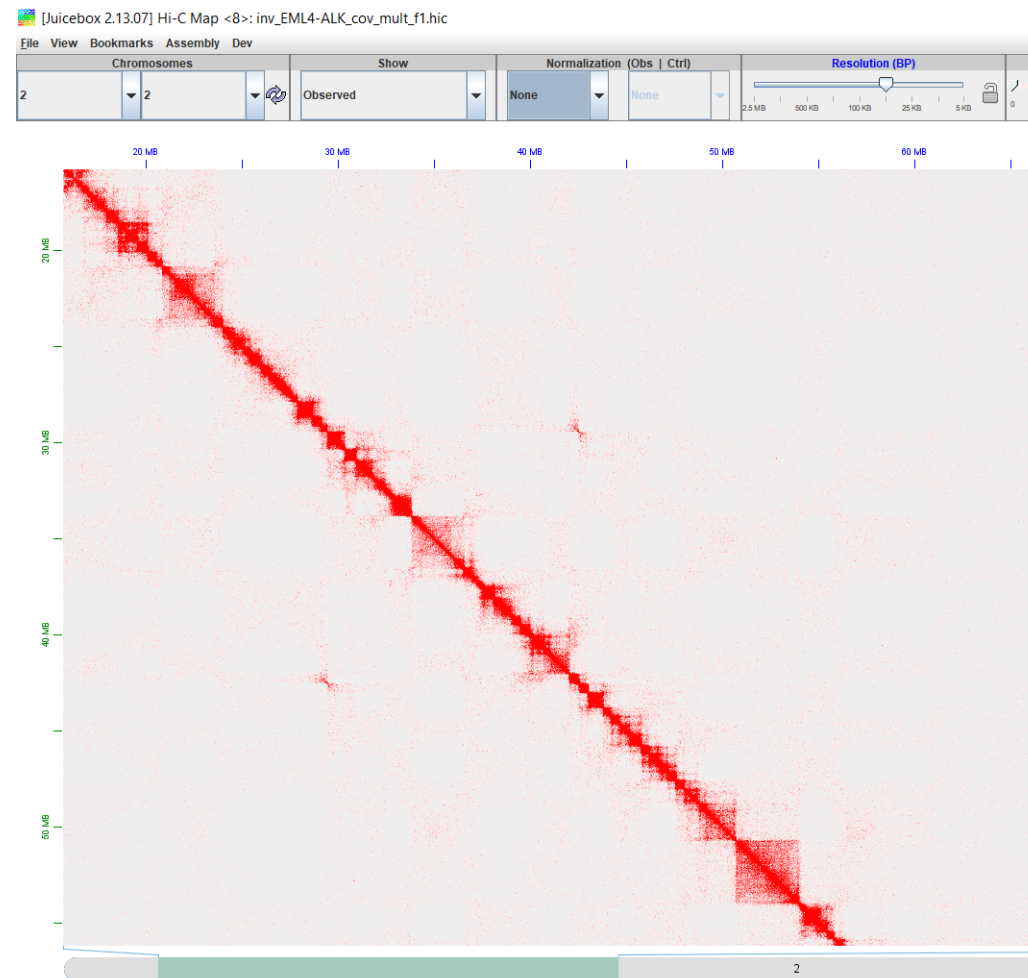 [Juicebox 2.13.07] Hi-C Map <8>: inv_EML4-ALK_cov_mult_f1.hic
File View Bookmarks Assembly Dev
Chromosomes Show Normalization (Obs | Ctrl) Resolution (BP)
2 2 Observed None None
2.5 MB 500 KB 100 KB 25 KB 5 KB 0
20 MB 30 MB 40 MB 50 MB 60 MB
20 MB
30 MB
40 MB
50 MB
2